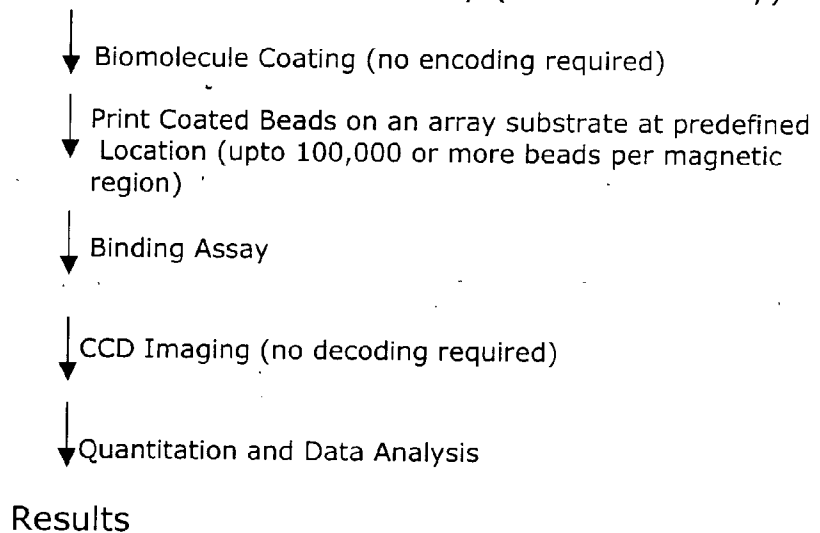 Biomolecule Coating (no encoding required)
Print Coated Beads on an array substrate at predefined
Location (upto 100,000 or more beads per magnetic
region)
Binding Assay
CCD Imaging (no decoding required)
Quantitation and Data Analysis
Results